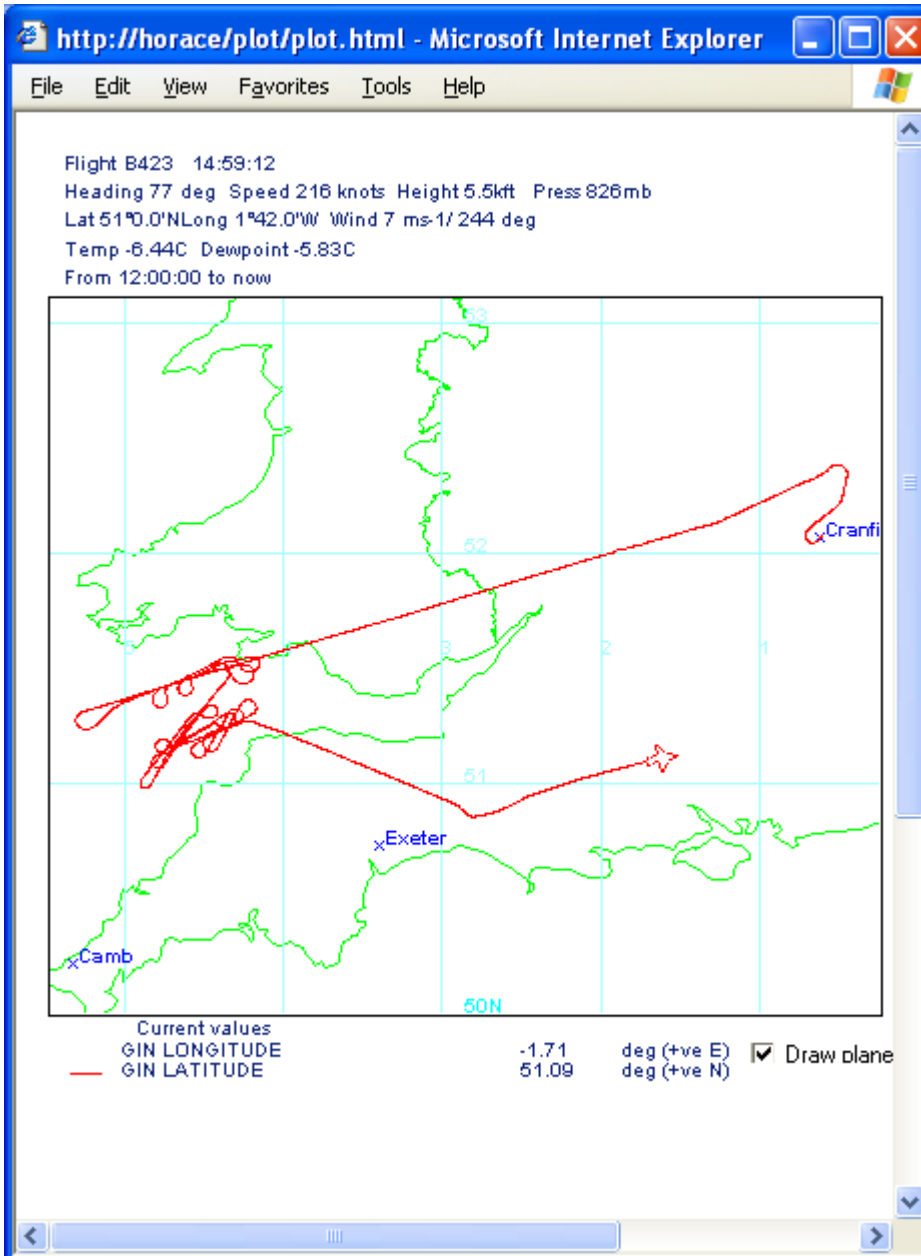 http://horace/plot/plot.html - Microsoft Internet Explorer
File Edit View Favorites Tools Help
Flight B423 14:59:12
Heading 77 deg Speed 216 knots Height 5.5kft Press 826mb
Lat 51°0.0'NLong 1°42.0'W Wind 7 ms-1/ 244 deg
Temp -6.44C Dewpoint -5.83C
From 12:00:00 to now
53
Cranfi
52
5 3 2 1
51
Exeter
Camb
50N
Current values
GIN LONGITUDE -1.71 deg (+ve E) Draw plane
GIN LATITUDE 51.09 deg (+ve N)